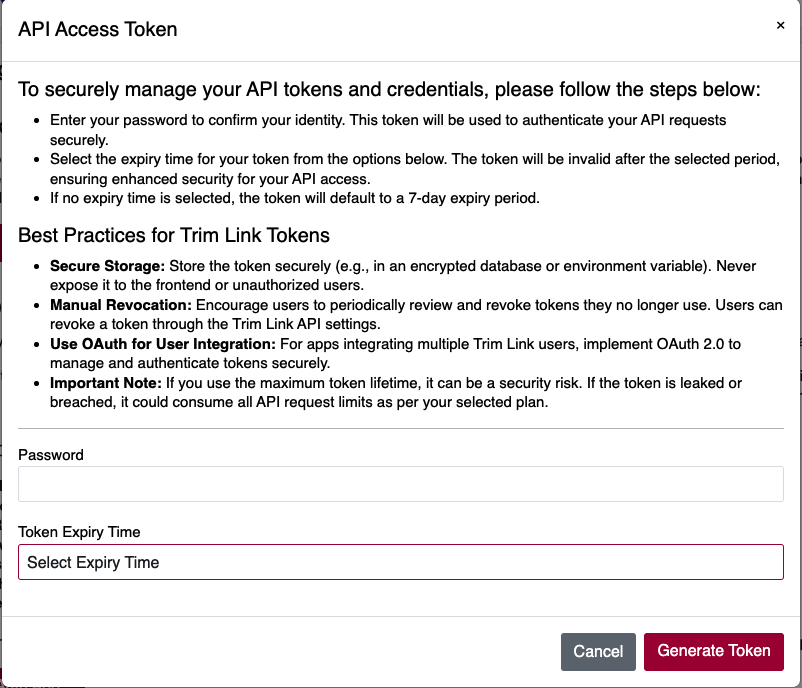 API Access Token
×
To securely manage your API tokens and credentials, please follow the steps below:
• Enter your password to confirm your identity. This token will be used to authenticate your API requests
securely.
• Select the expiry time for your token from the options below. The token will be invalid after the selected period,
ensuring enhanced security for your API access.
• If no expiry time is selected, the token will default to a 7-day expiry period.
Best Practices for Trim Link Tokens
• Secure Storage: Store the token securely (e.g., in an encrypted database or environment variable). Never
expose it to the frontend or unauthorized users.
• Manual Revocation: Encourage users to periodically review and revoke tokens they no longer use. Users can
revoke a token through the Trim Link API settings.
• Use OAuth for User Integration: For apps integrating multiple Trim Link users, implement OAuth 2.0 to
manage and authenticate tokens securely.
• Important Note: If you use the maximum token lifetime, it can be a security risk. If the token is leaked or
breached, it could consume all API request limits as per your selected plan.
Password
Token Expiry Time
Select Expiry Time
Cancel
Generate Token